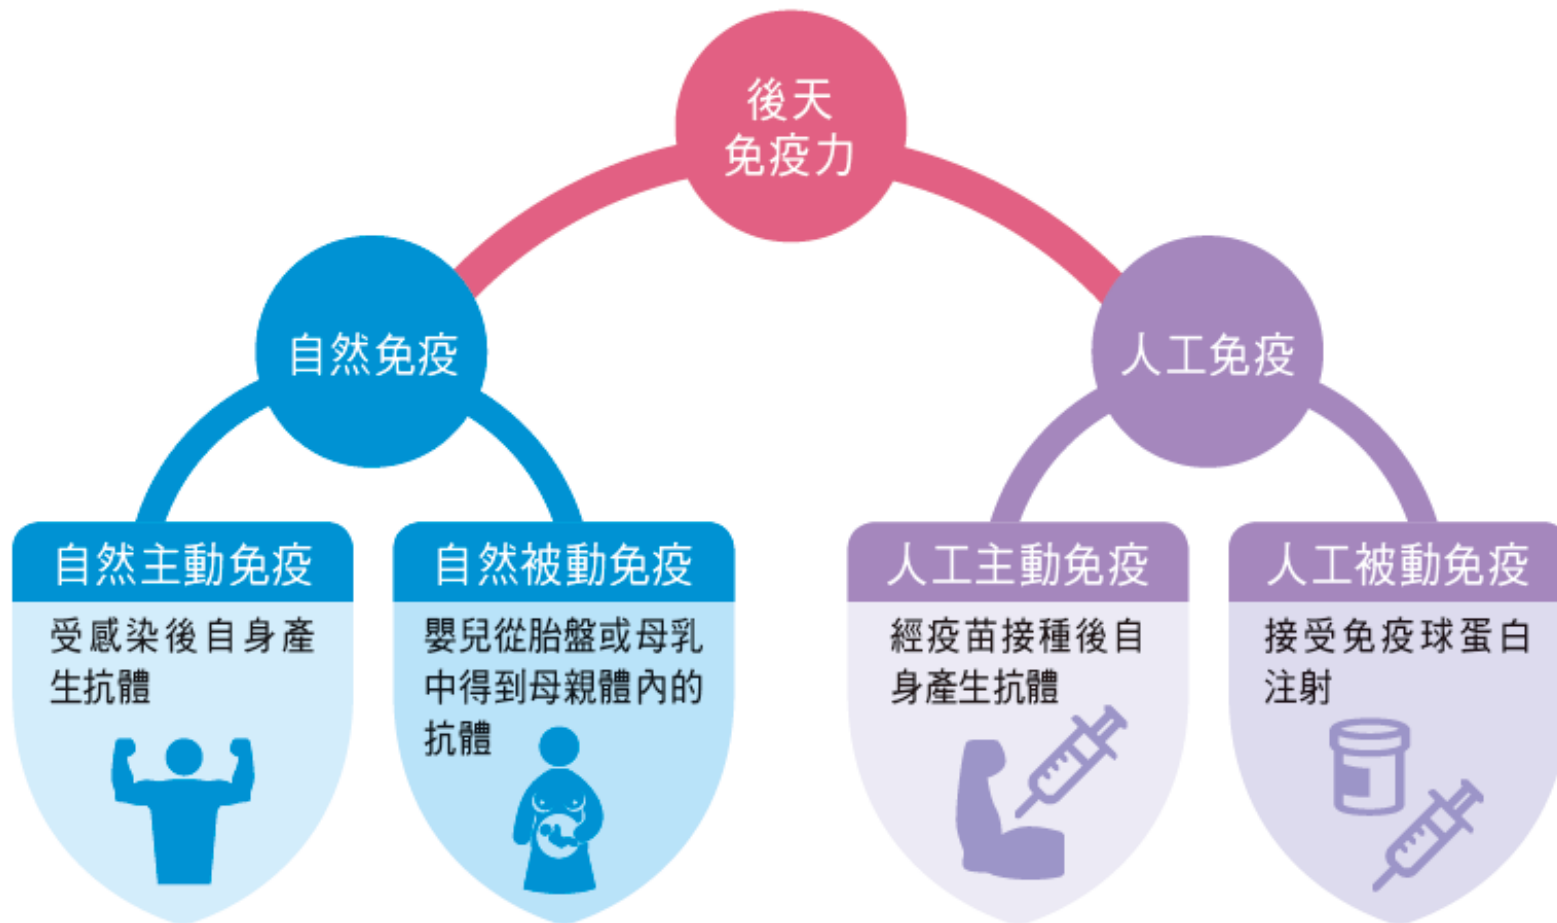 後天
免疫力
自然免疫
人工免疫
自然主動免疫
受感染後自身產
生抗體
自然被動免疫
嬰兒從胎盤或母乳
中得到母親體內的
抗體
人工主動免疫
經疫苗接種後自
身產生抗體
人工被動免疫
接受免疫球蛋白
注射